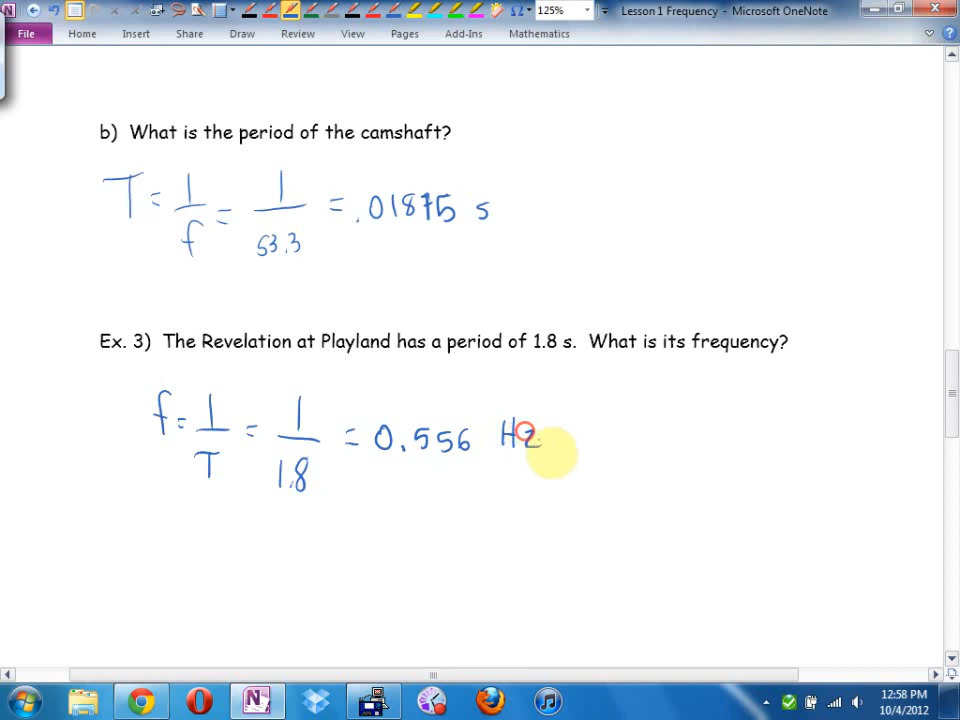 125%
Lesson 1 Frequency - Microsoft OneNote
File Home Insert Share Draw Review View Pages Add-Ins Mathematics
b) What is the period of the camshaft?
T = 1/f = 1/53.3 = .01875 s
Ex. 3) The Revelation at Playland has a period of 1.8 s. What is its frequency?
f = 1/T = 1/1.8 = 0.556 Hz
12:58 PM
10/4/2012